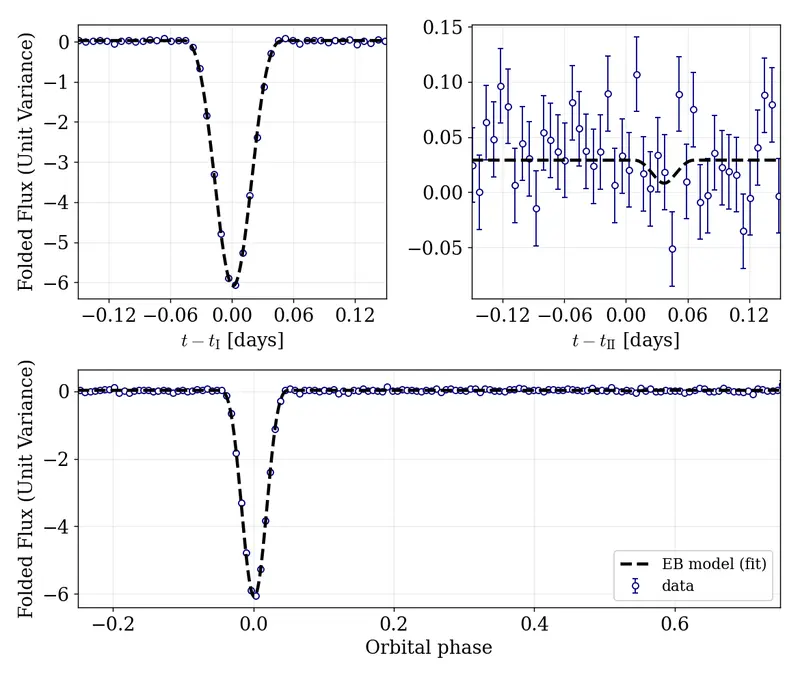 Folded Flux (Unit Variance)
0
−1
−2
−3
−4
−5
−6
−0.12 −0.06 0.00 0.06 0.12
t − tI [days]
0.15
0.10
0.05
0.00
−0.05
−0.12 −0.06 0.00 0.06 0.12
t − tII [days]
Folded Flux (Unit Variance)
0
−2
−4
−6
EB model (fit)
data
−0.2 0.0 0.2 0.4 0.6
Orbital phase